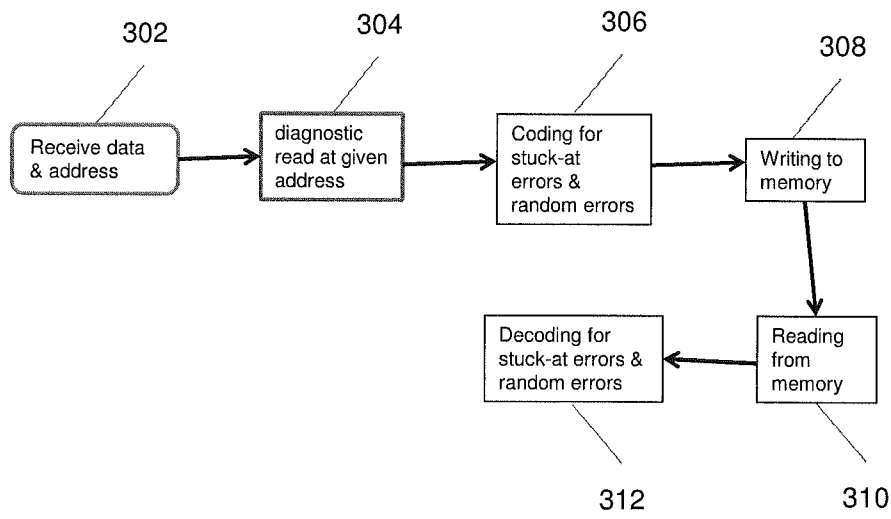 302
304
306
308
Receive data
& address
diagnostic
read at given
address
Coding for
stuck-at
errors &
random errors
Writing to
memory
Decoding for
stuck-at errors &
random errors
Reading
from
memory
312
310